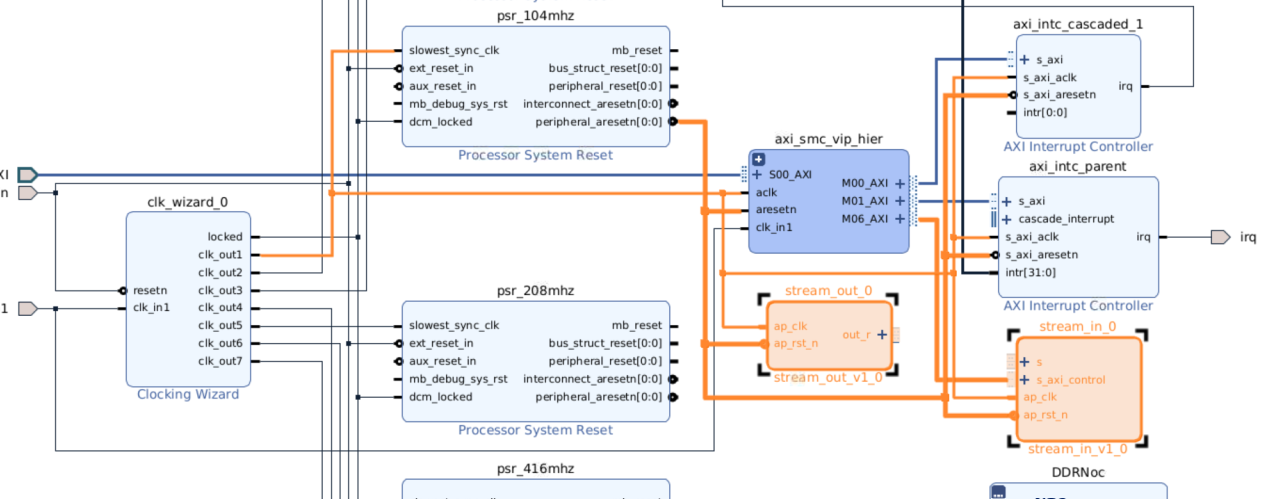 psr_104mhz
slowest_sync_clk mb_reset
ext_reset_in bus_struct_reset[0:0]
aux_reset_in peripheral_reset[0:0]
mb_debug_sys_rst interconnect_aresetn[0:0]
dcm_locked peripheral_aresetn[0:0]
Processor System Reset
axi_intc_cascaded_1
s_axi
s_axi_aclk
s_axi_aresetn irq
intr[0:0]
AXI Interrupt Controller
axi_smc_vip_hier
S00_AXI M00_AXI
aclk M01_AXI
aresetn M06_AXI
clk_in1
axi_intc_parent
s_axi
cascade_interrupt
s_axi_aclk irq
s_axi_aresetn
intr[31:0]
AXI Interrupt Controller
irq
XI
n
1
clk_wizard_0
locked
clk_out1
clk_out2
resetn clk_out3
clk_in1 clk_out4
clk_out5
clk_out6
clk_out7
Clocking Wizard
psr_208mhz
slowest_sync_clk mb_reset
ext_reset_in bus_struct_reset[0:0]
aux_reset_in peripheral_reset[0:0]
mb_debug_sys_rst interconnect_aresetn[0:0]
dcm_locked peripheral_aresetn[0:0]
Processor System Reset
stream_out_0
ap_clk out_r
ap_rst_n
stream_out_v1_0
stream_in_0
s
s_axi_control
ap_clk
ap_rst_n
stream_in_v1_0
psr_416mhz
DDRNoc